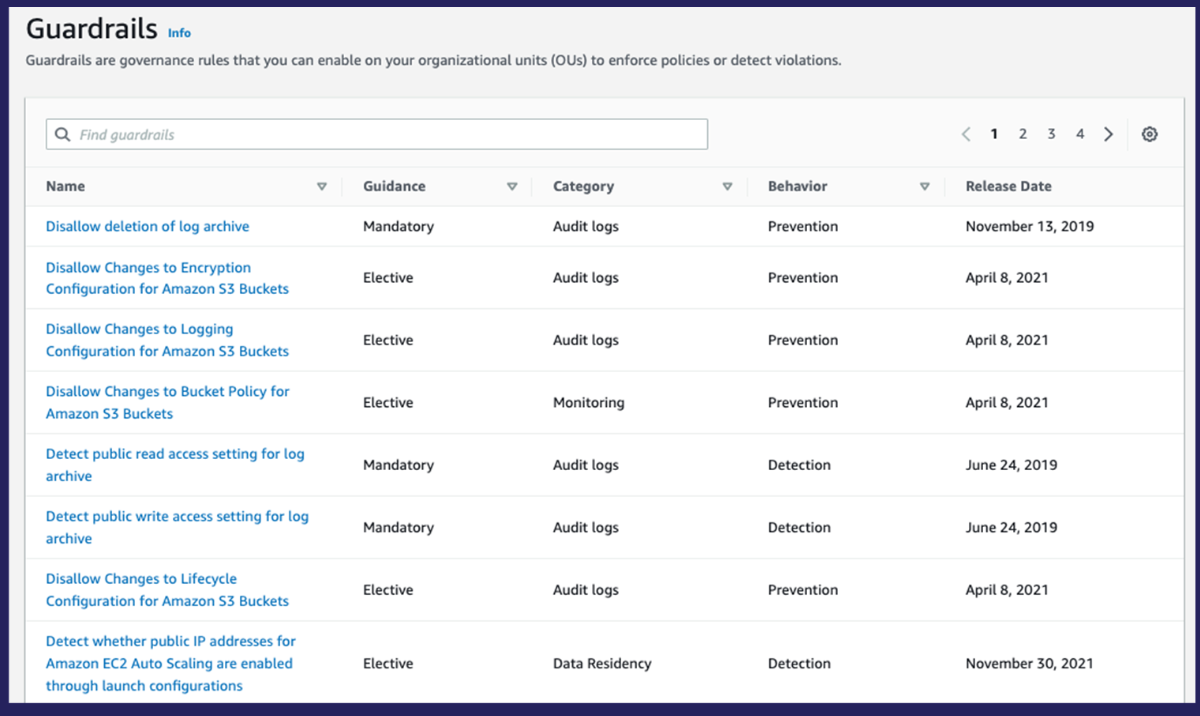 Guardrails Info
Guardrails are governance rules that you can enable on your organizational units (OUs) to enforce policies or detect violations.
Find guardrails
1 2 3 4
Name Guidance Category Behavior Release Date
Disallow deletion of log archive Mandatory Audit logs Prevention November 13, 2019
Disallow Changes to Encryption
Configuration for Amazon S3 Buckets Elective Audit logs Prevention April 8, 2021
Disallow Changes to Logging
Configuration for Amazon S3 Buckets Elective Audit logs Prevention April 8, 2021
Disallow Changes to Bucket Policy for
Amazon S3 Buckets Elective Monitoring Prevention April 8, 2021
Detect public read access setting for log
archive Mandatory Audit logs Detection June 24, 2019
Detect public write access setting for log
archive Mandatory Audit logs Detection June 24, 2019
Disallow Changes to Lifecycle
Configuration for Amazon S3 Buckets Elective Audit logs Prevention April 8, 2021
Detect whether public IP addresses for
Amazon EC2 Auto Scaling are enabled Elective Data Residency Detection November 30, 2021
through launch configurations